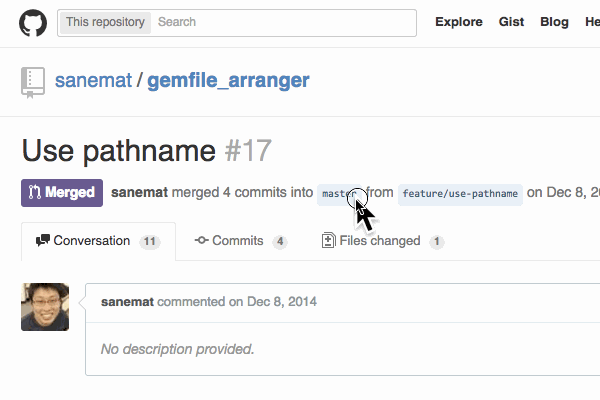 This repository Search Explore Gist Blog He
sanemat / gemfile_arranger
Use pathname #17
Merged sanemat merged 4 commits into master from feature/use-pathname on Dec 8, 20
Conversation 11 Commits 4 Files changed 1
sanemat commented on Dec 8, 2014
No description provided.